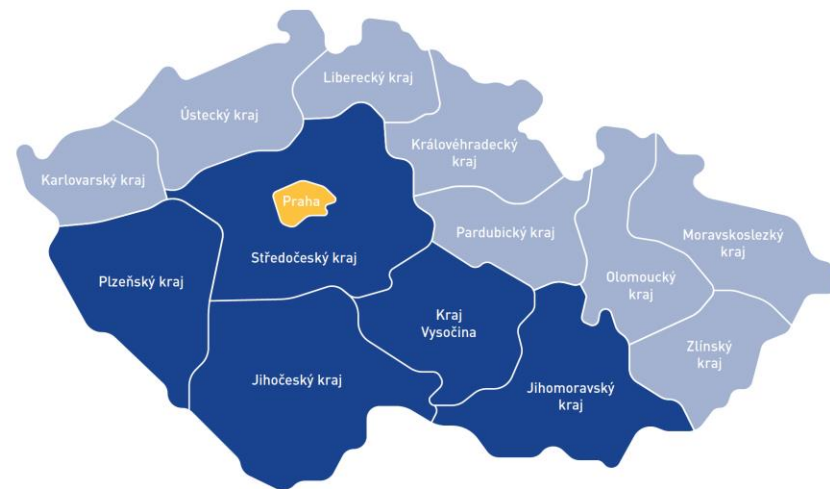 Liberecký kraj
Ústecký kraj
Královéhradecký
kraj
Karlovarský kraj
Praha
Pardubický kraj
Moravskoslezký
kraj
Středočeský kraj
Plzeňský kraj
Olomoucký
kraj
Kraj
Vysočina
Zlínský
kraj
Jihočeský kraj
Jihomoravský
kraj